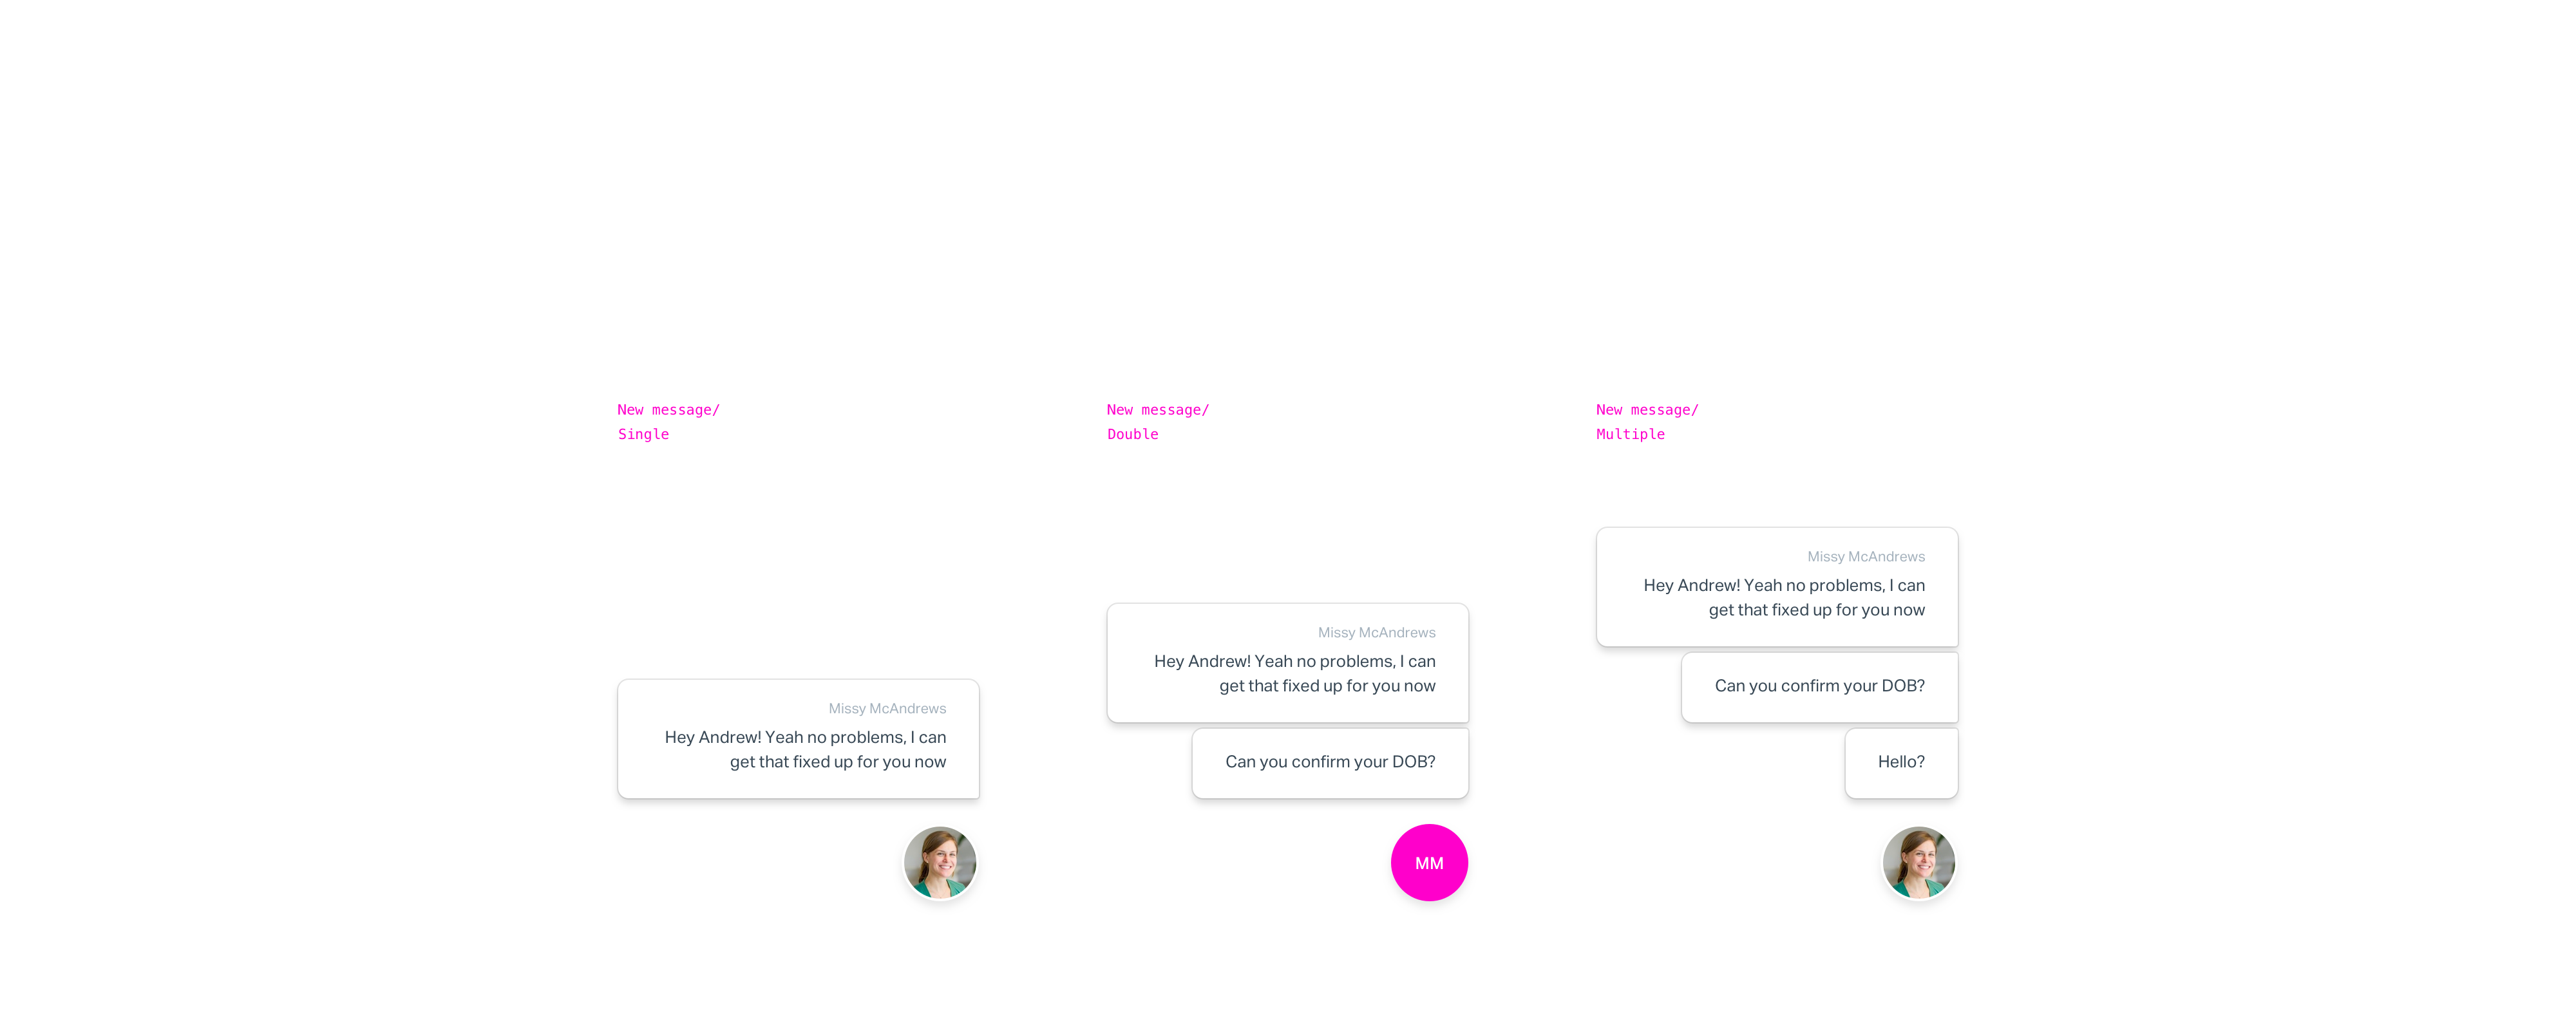 New message/
Single
Missy McAndrews
Hey Andrew! Yeah no problems, I can
get that fixed up for you now
New message/
Double
Missy McAndrews
Hey Andrew! Yeah no problems, I can
get that fixed up for you now
Can you confirm your DOB?
MM
New message/
Multiple
Missy McAndrews
Hey Andrew! Yeah no problems, I can
get that fixed up for you now
Can you confirm your DOB?
Hello?